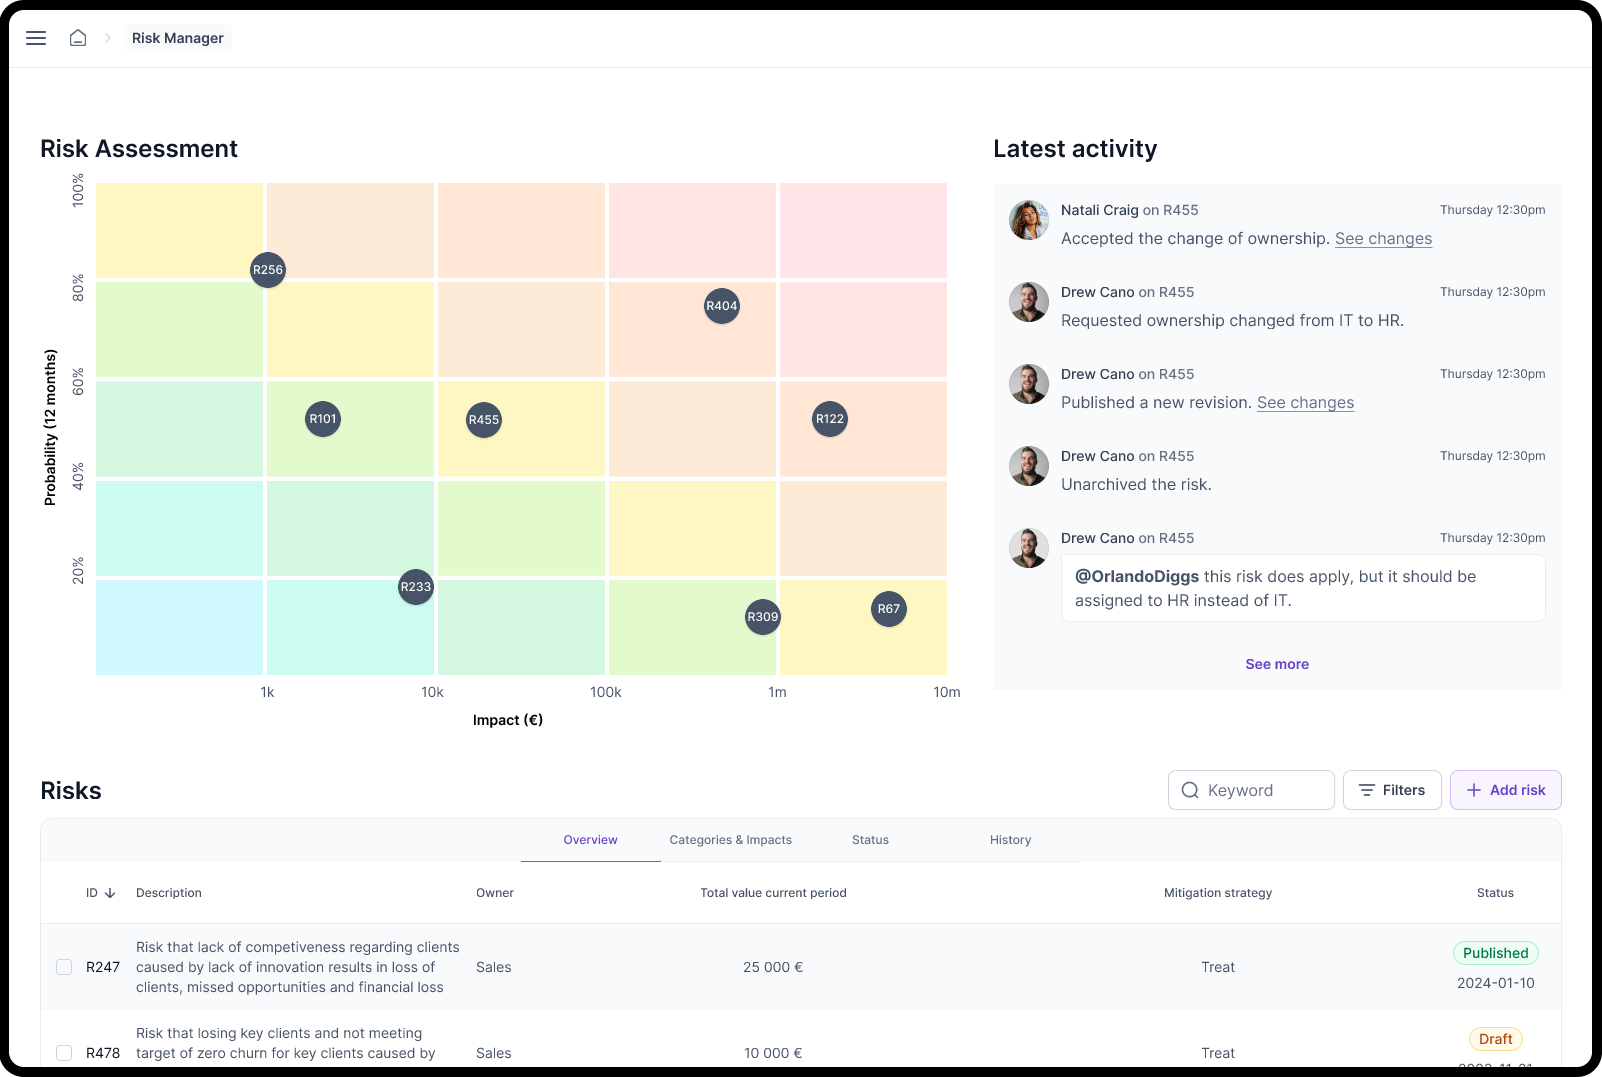 Risk Manager
Risk Assessment
100%
80%
60%
40%
20%
Probability (12 months)
R256
R404
R101
R455
R122
R233
R309
R67
1k
10k
100k
1m
10m
Impact (€)
Latest activity
Natali Craig on R455
Thursday 12:30pm
Accepted the change of ownership. See changes
Drew Cano on R455
Thursday 12:30pm
Requested ownership changed from IT to HR.
Drew Cano on R455
Thursday 12:30pm
Published a new revision. See changes
Drew Cano on R455
Thursday 12:30pm
Unarchived the risk.
Drew Cano on R455
Thursday 12:30pm
@OrlandoDiggs this risk does apply, but it should be
assigned to HR instead of IT.
See more
Risks
Keyword
Filters
Add risk
Overview
Categories & Impacts
Status
History
ID
Description
Owner
Total value current period
Mitigation strategy
Status
R247
Risk that lack of competiveness regarding clients
caused by lack of innovation results in loss of
clients, missed opportunities and financial loss
Sales
25 000 €
Treat
Published
2024-01-10
R478
Risk that losing key clients and not meeting
target of zero churn for key clients caused by
Sales
10 000 €
Treat
Draft